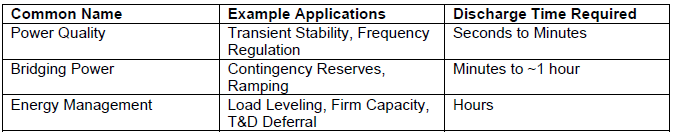 Common Name Example Applications Discharge Time Required
Power Quality Transient Stability, Frequency Seconds to Minutes
Regulation
Bridging Power Contingency Reserves, Minutes to ~1 hour
Ramping
Energy Management Load Leveling, Firm Capacity, Hours
T&D Deferral